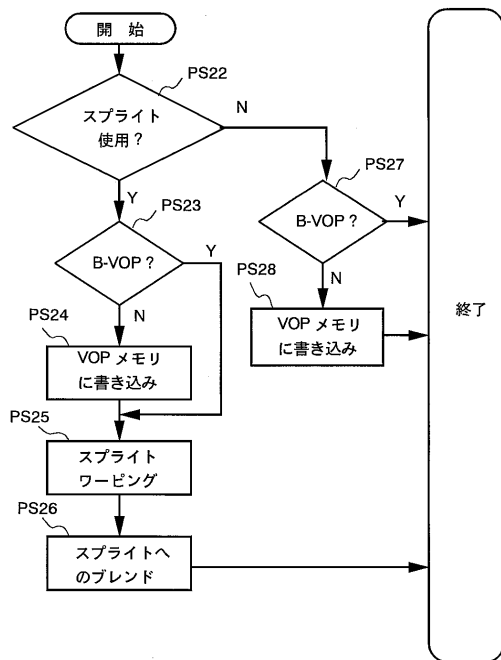 開 始
PS22
スプライト
使用？
N
Y
PS23
B-VOP？
Y
N
PS24
VOP メモリ
に書き込み
PS25
スプライト
ワーピング
PS26
スプライトへ
のブレンド
PS27
B-VOP？
Y
N
PS28
VOP メモリ
に書き込み
終了